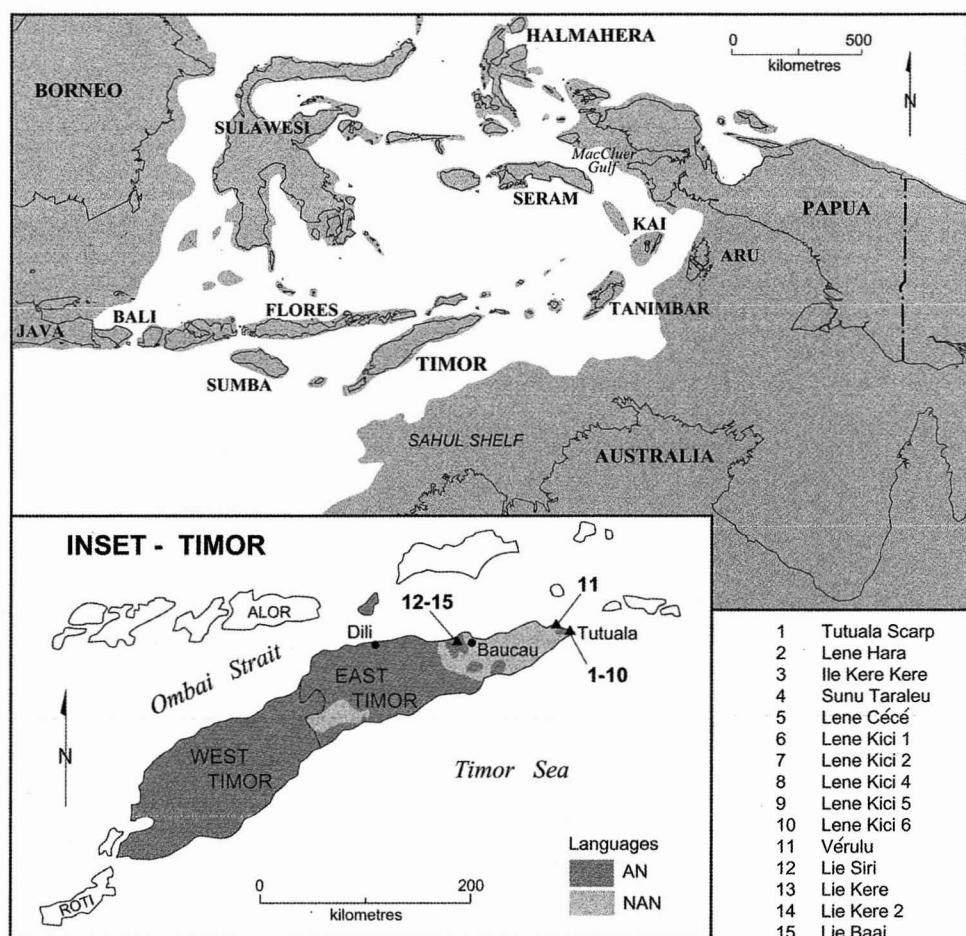 HALMAHERA
0 500
kilometres
N
BORNEO
SULAWESI
MacCluer
Gulf
SERAM
PAPUA
KAI
ARU
FLORES
TANIMBAR
BALI
JAVA
TIMOR
SUMBA
SAHUL SHELF
AUSTRALIA
INSET - TIMOR
ALOR
12-15
11
Dili
Tutuala
Baucau
1-10
Ombai Strait
EAST
TIMOR
N
WEST
TIMOR
Timor Sea
Languages
AN
NAN
0 200
kilometres
ROTI
1 Tutuala Scarp
2 Lene Hara
3 Ile Kere Kere
4 Sunu Taraleu
5 Lene Cécé
6 Lene Kici 1
7 Lene Kici 2
8 Lene Kici 4
9 Lene Kici 5
10 Lene Kici 6
11 Vérulu
12 Lie Siri
13 Lie Kere
14 Lie Kere 2
15 Lie Baai